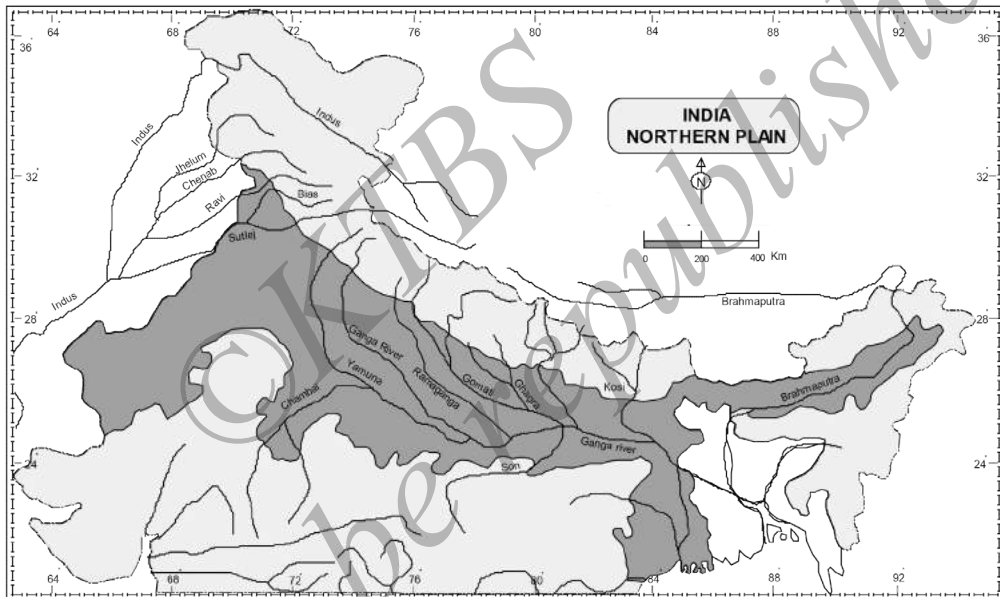 64 68 72 76 80 84 88 92
36 36
INDIA
NORTHERN PLAIN
Indus
Indus
Jhelum
Chenab
N
32 32
Ravi
Bias
Sutlej
0 200 400 Km
Indus
Brahmaputra
28 28
Ganga River
Yamuna
Ramaganga
Gomati
Ghagra
Kosi
Brahmaputra
Chambal
Ganga river
Son
24 24
64 68 72 76 80 84 88 92
©KTBS
be republishe